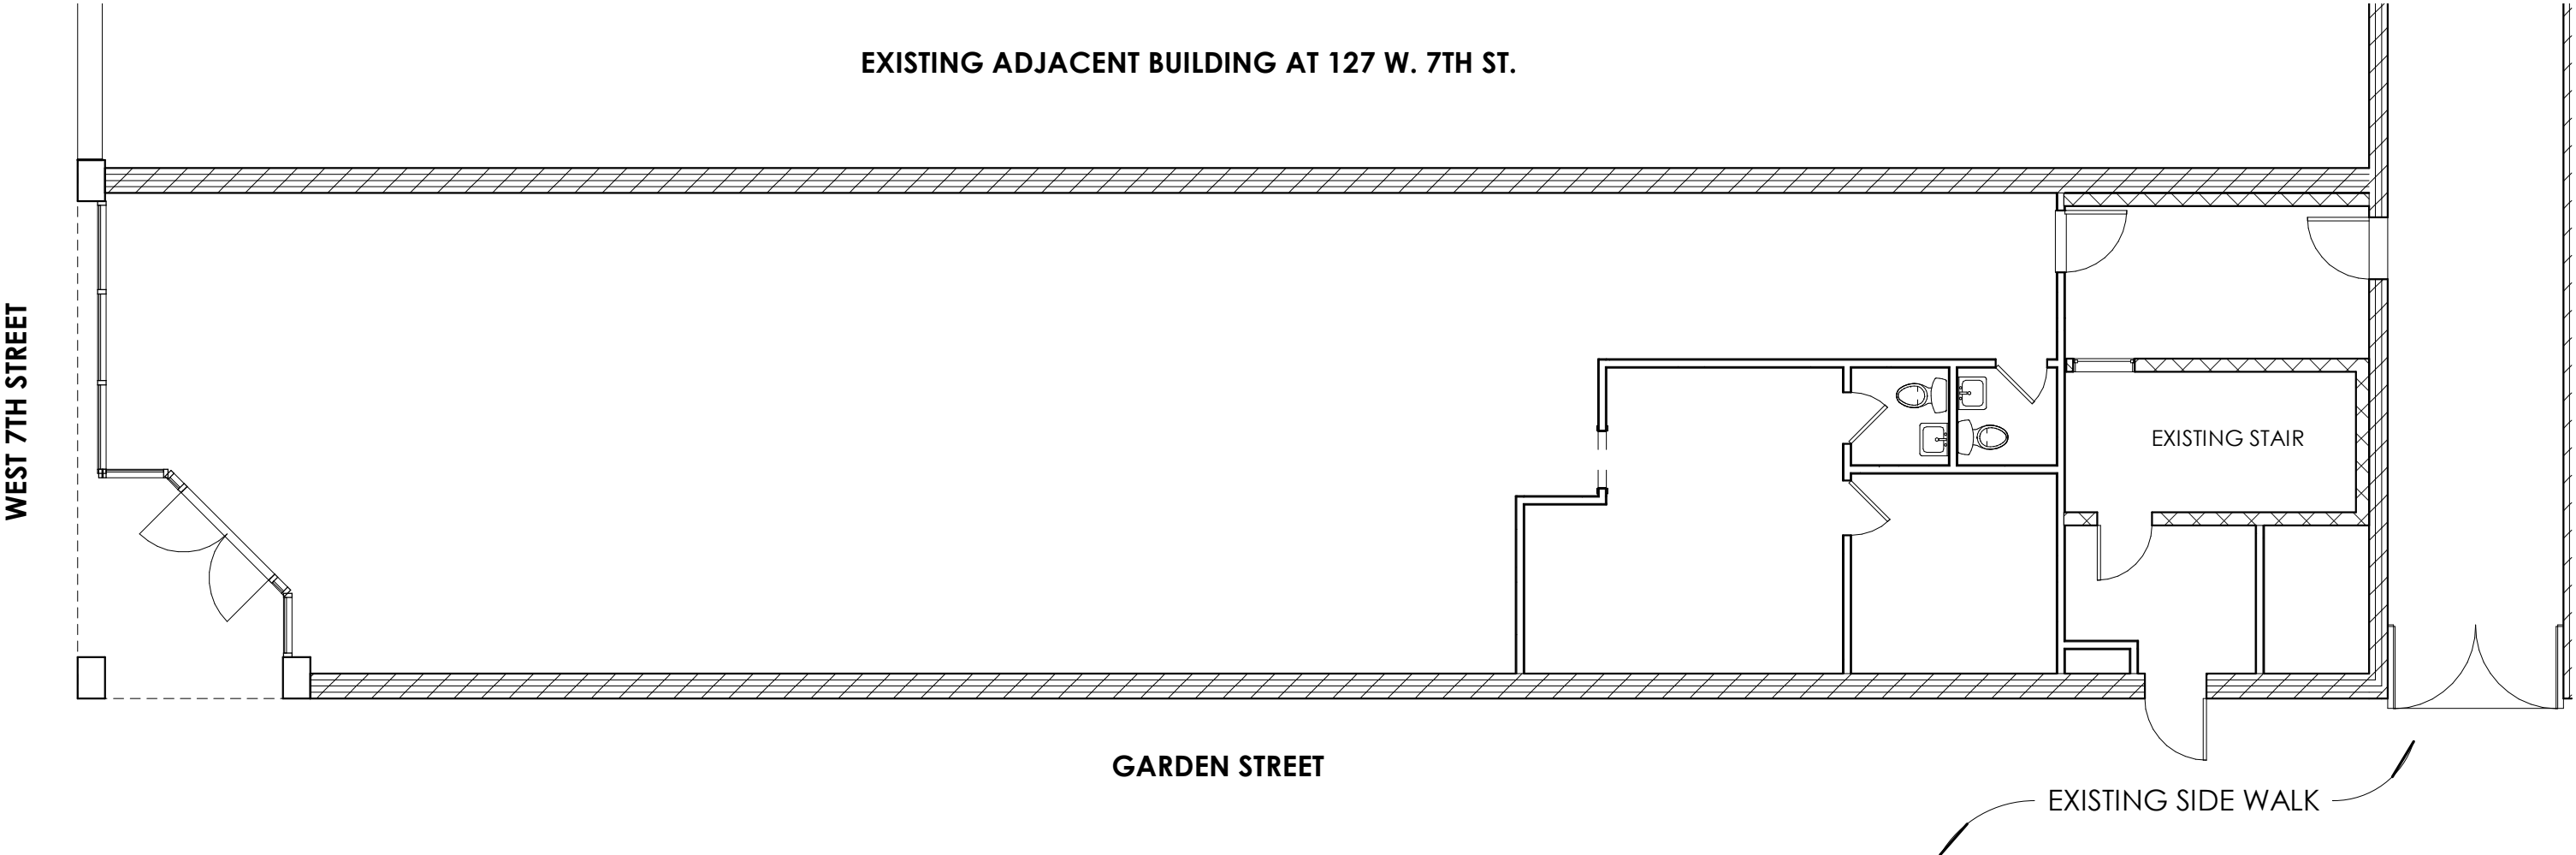 EXISTING ADJACENT BUILDING AT 127 W. 7TH ST.
WEST 7TH STREET
EXISTING STAIR
GARDEN STREET
EXISTING SIDE WALK